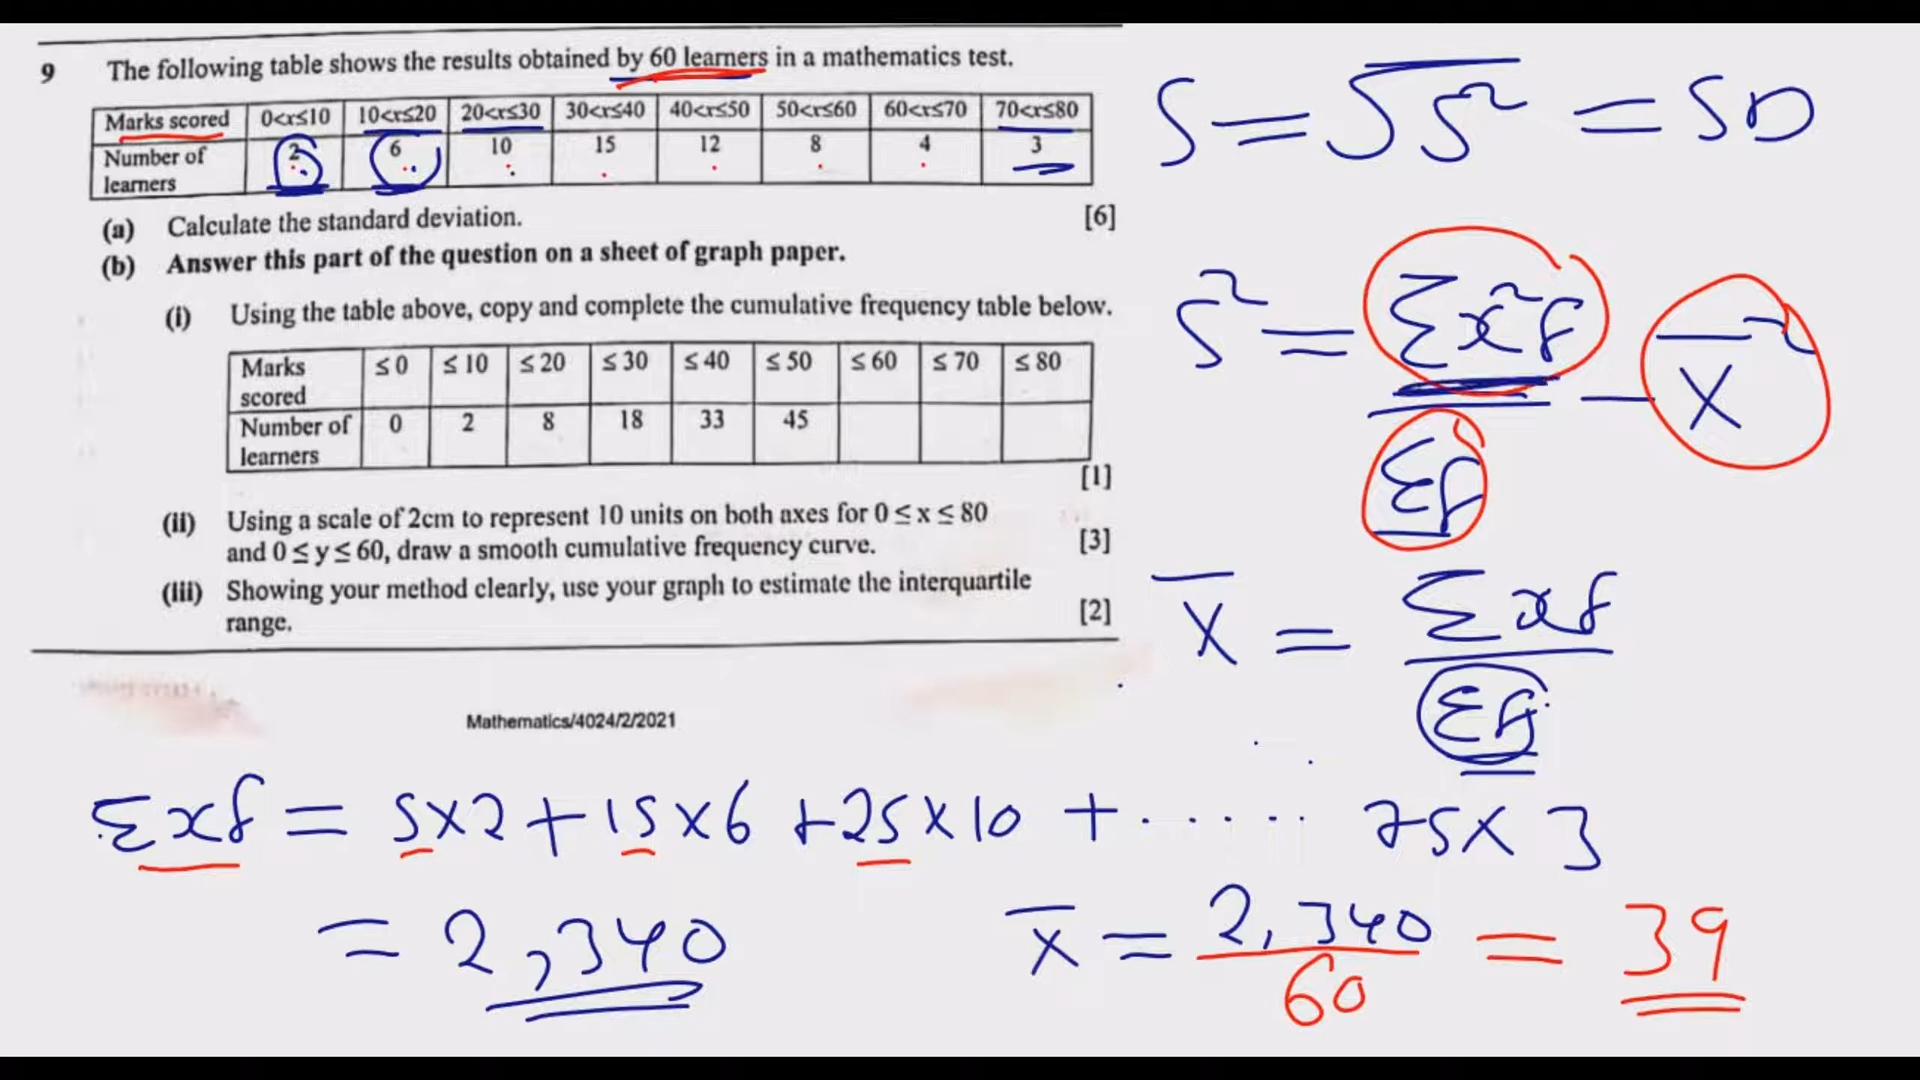 9 The following table shows the results obtained by 60 learners in a mathematics test.
Marks scored 0<x≤10 10<x≤20 20<x≤30 30<x≤40 40<x≤50 50<x≤60 60<x≤70 70<x≤80
Number of learners 2 6 10 15 12 8 4 3
(a) Calculate the standard deviation. [6]
(b) Answer this part of the question on a sheet of graph paper.
(i) Using the table above, copy and complete the cumulative frequency table below.
Marks scored ≤ 0 ≤ 10 ≤ 20 ≤ 30 ≤ 40 ≤ 50 ≤ 60 ≤ 70 ≤ 80
Number of learners 0 2 8 18 33 45
[1]
(ii) Using a scale of 2cm to represent 10 units on both axes for 0 ≤ x ≤ 80
and 0 ≤ y ≤ 60, draw a smooth cumulative frequency curve. [3]
(iii) Showing your method clearly, use your graph to estimate the interquartile
range. [2]
Mathematics/4024/2/2021
S = √S² = SD
S² = Σx²f / Σf − x̄²
x̄ = Σxf / Σf
Σxf = 5×2 + 15×6 + 25×10 + ...... 75×3
= 2,340
x̄ = 2,340 / 60 = 39